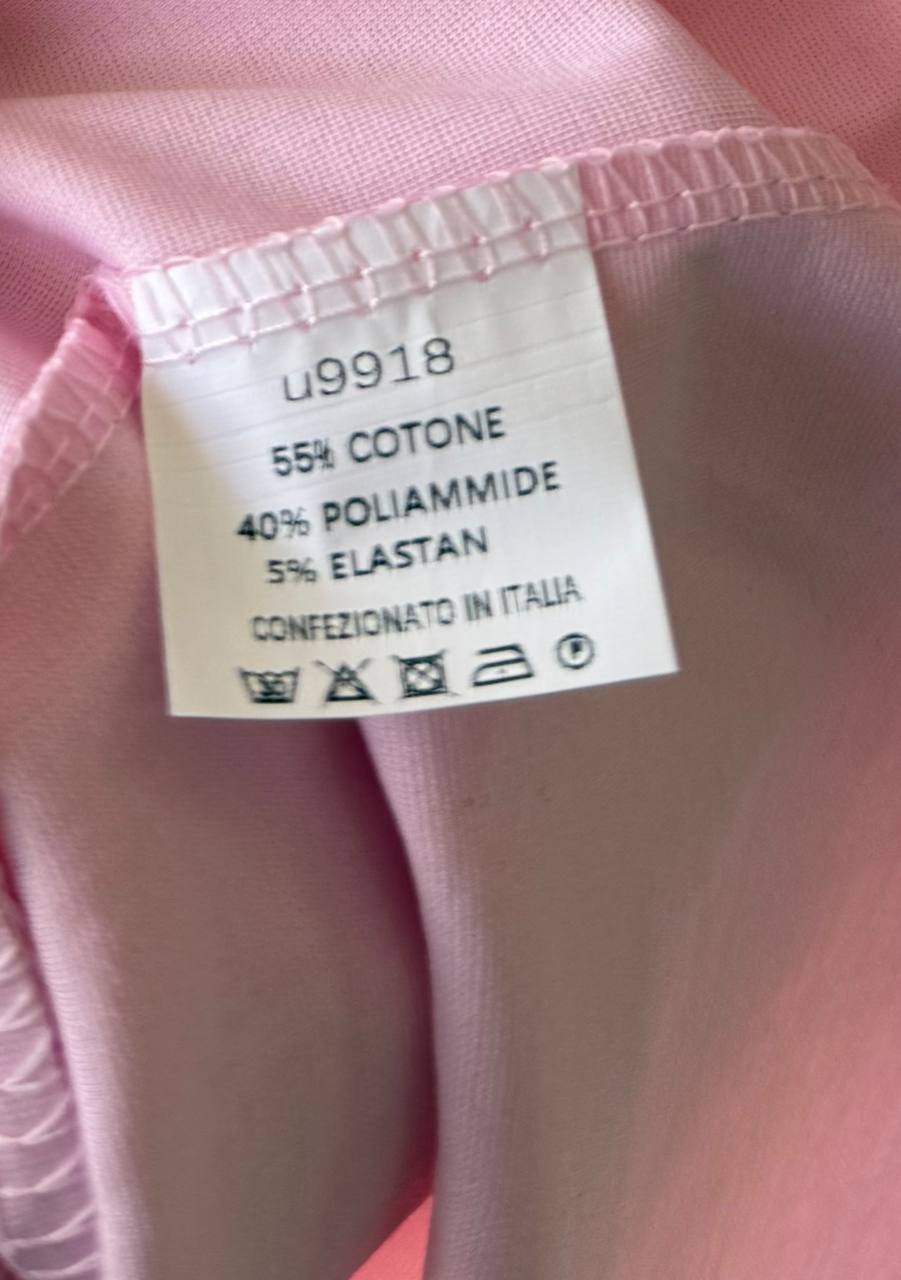 u9918
55% COTONE
40% POLIAMMIDE
5% ELASTAN
CONFEZIONATO IN ITALIA
P